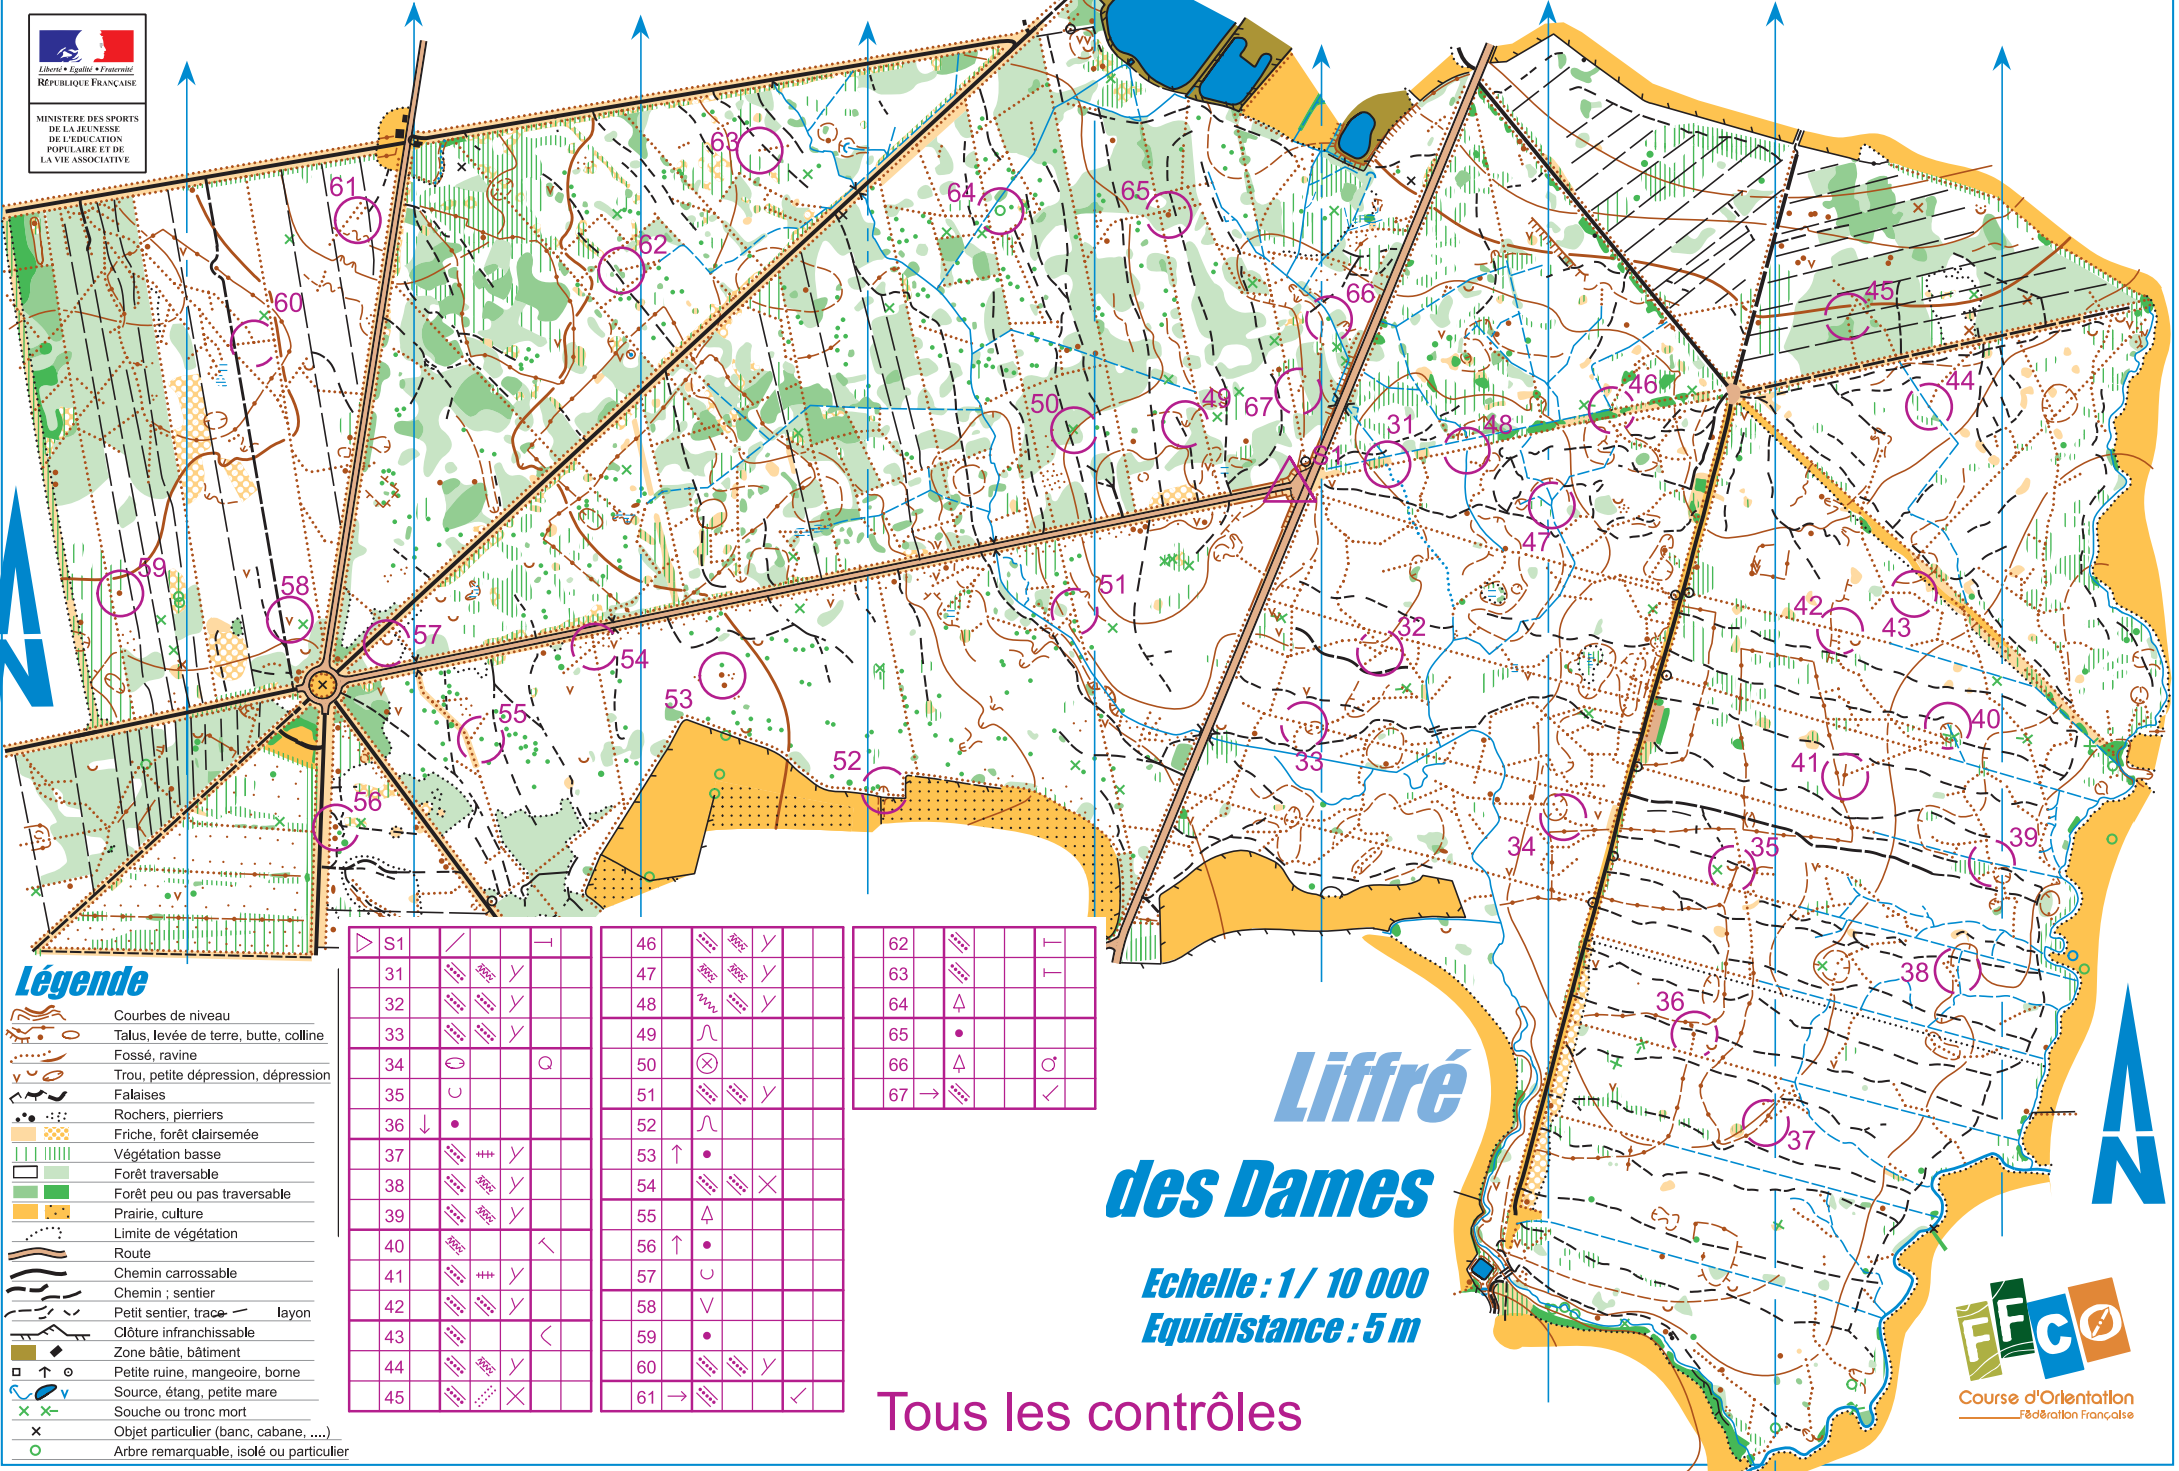 Liberté • Egalité • Fraternité
RÉPUBLIQUE FRANÇAISE
MINISTERE DES SPORTS
DE LA JEUNESSE
DE L'EDUCATION
POPULAIRE ET DE
LA VIE ASSOCIATIVE
63
61
64
65
62
60
66
45
46
44
50
49
67
31
48
S1
47
59
58
51
57
54
32
42
43
53
55
52
33
40
41
56
34
35
39
38
36
37
N
N
Légende
Courbes de niveau
Talus, levée de terre, butte, colline
Fossé, ravine
Trou, petite dépression, dépression
Falaises
Rochers, pierriers
Friche, forêt clairsemée
Végétation basse
Forêt traversable
Forêt peu ou pas traversable
Prairie, culture
Limite de végétation
Route
Chemin carrossable
Chemin ; sentier
Petit sentier, trace layon
Clôture infranchissable
Zone bâtie, bâtiment
Petite ruine, mangeoire, borne
Source, étang, petite mare
Souche ou tronc mort
Objet particulier (banc, cabane, ....)
Arbre remarquable, isolé ou particulier
S1
31
32
33
34
35
36
37
38
39
40
41
42
43
44
45
46
47
48
49
50
51
52
53
54
55
56
57
58
59
60
61
62
63
64
65
66
67
Liffré
des Dames
Echelle : 1 / 10 000
Equidistance : 5 m
Tous les contrôles
FFCO
Course d'Orientation
Fédération Française